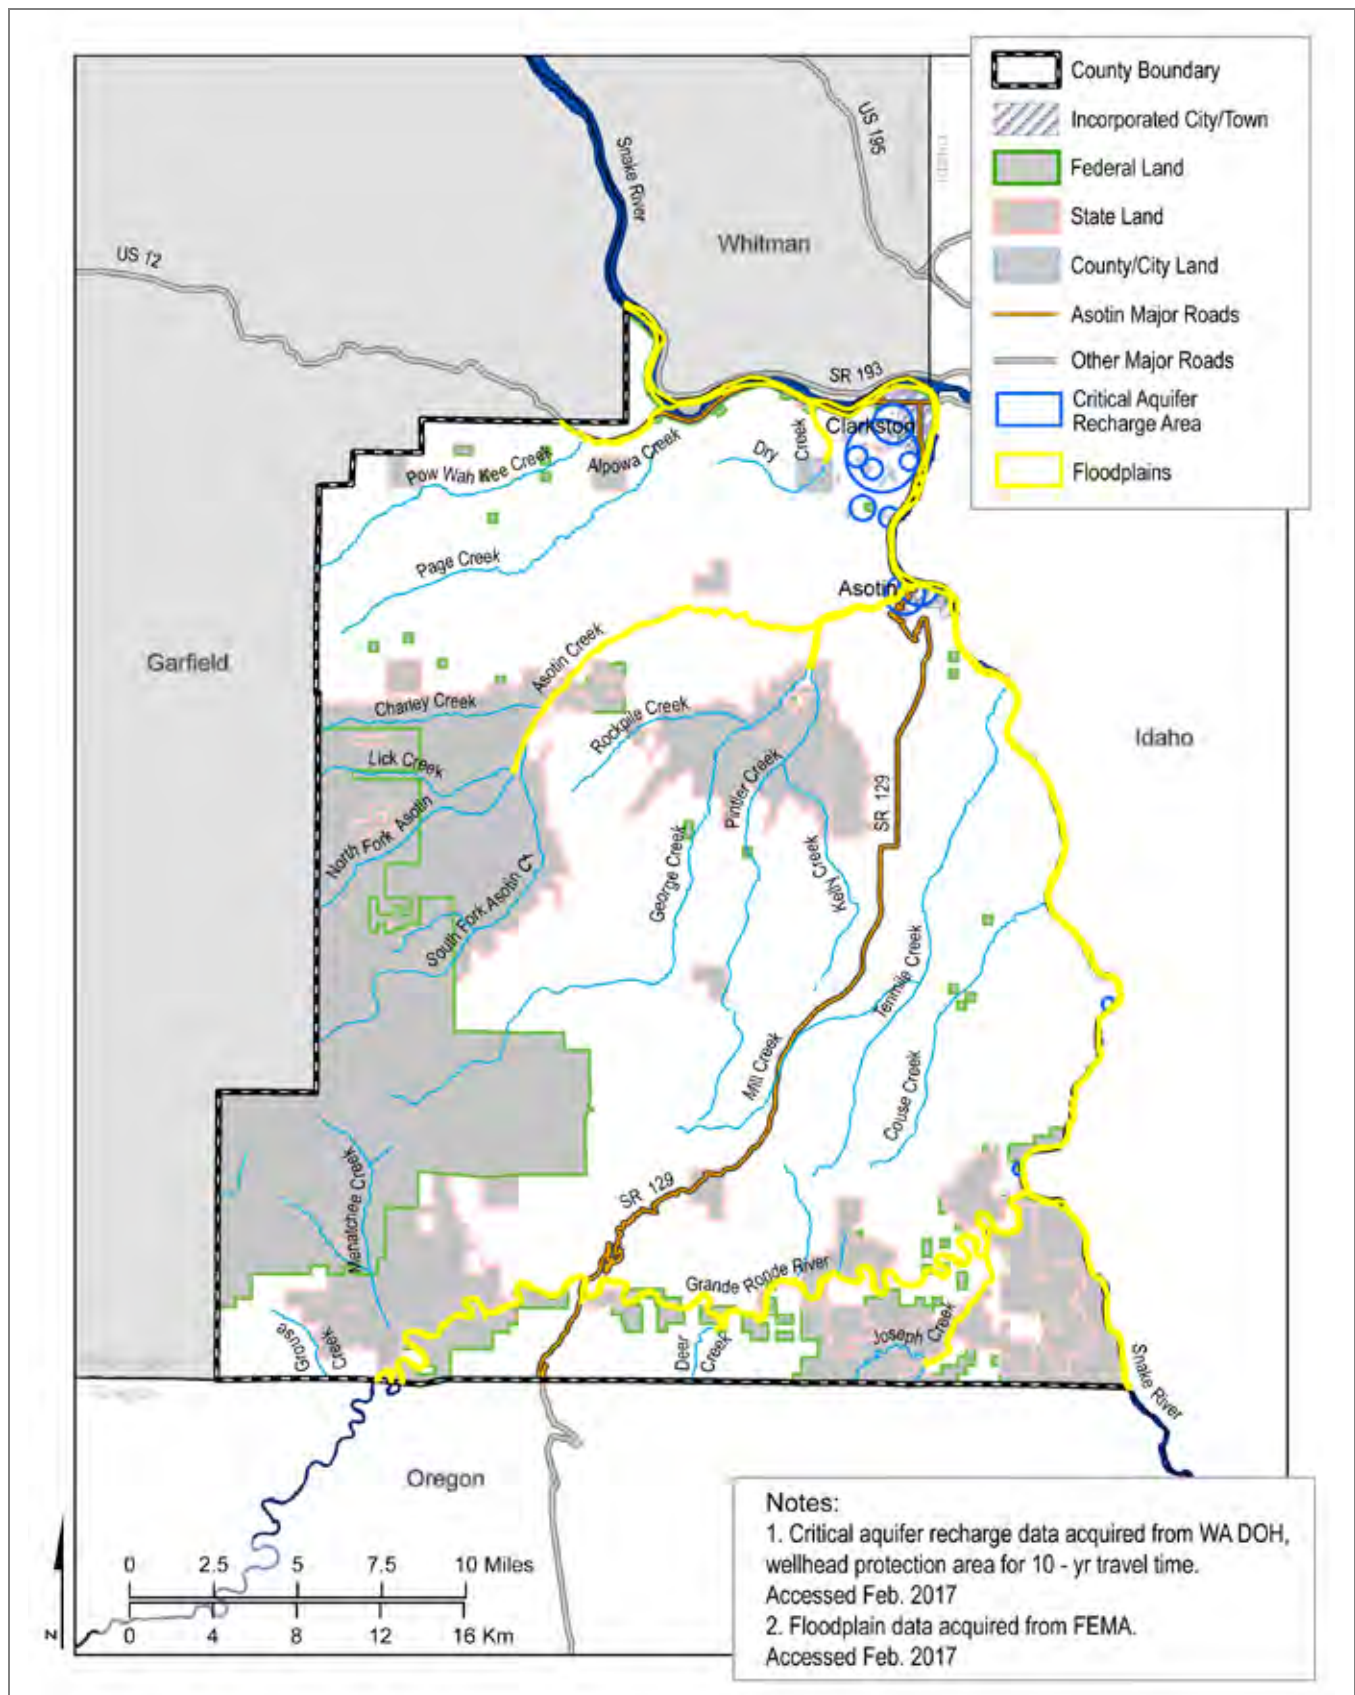 County Boundary
Incorporated City/Town
Federal Land
State Land
County/City Land
Asotin Major Roads
Other Major Roads
Critical Aquifer
Recharge Area
Floodplains
US 195
Snake River
Whitman
US 12
SR 193
Clarkston
Dry
Creek
Alpowa Creek
Pow Wah Kee Creek
Page Creek
Asotin
Garfield
Asotin Creek
Charley Creek
Rockpile Creek
Idaho
Lick Creek
North Fork Asotin
Pintler Creek
SR 129
George Creek
Kelly Creek
South Fork Asotin Cr
Tenmile Creek
Mill Creek
Couse Creek
Menatchee Creek
SR 129
Grande Ronde River
Grouse
Creek
Deer
Creek
Joseph Creek
Snake River
Oregon
0 2.5 5 7.5 10 Miles
0 4 8 12 16 Km
N
Notes:
1. Critical aquifer recharge data acquired from WA DOH,
wellhead protection area for 10 - yr travel time.
Accessed Feb. 2017
2. Floodplain data acquired from FEMA.
Accessed Feb. 2017